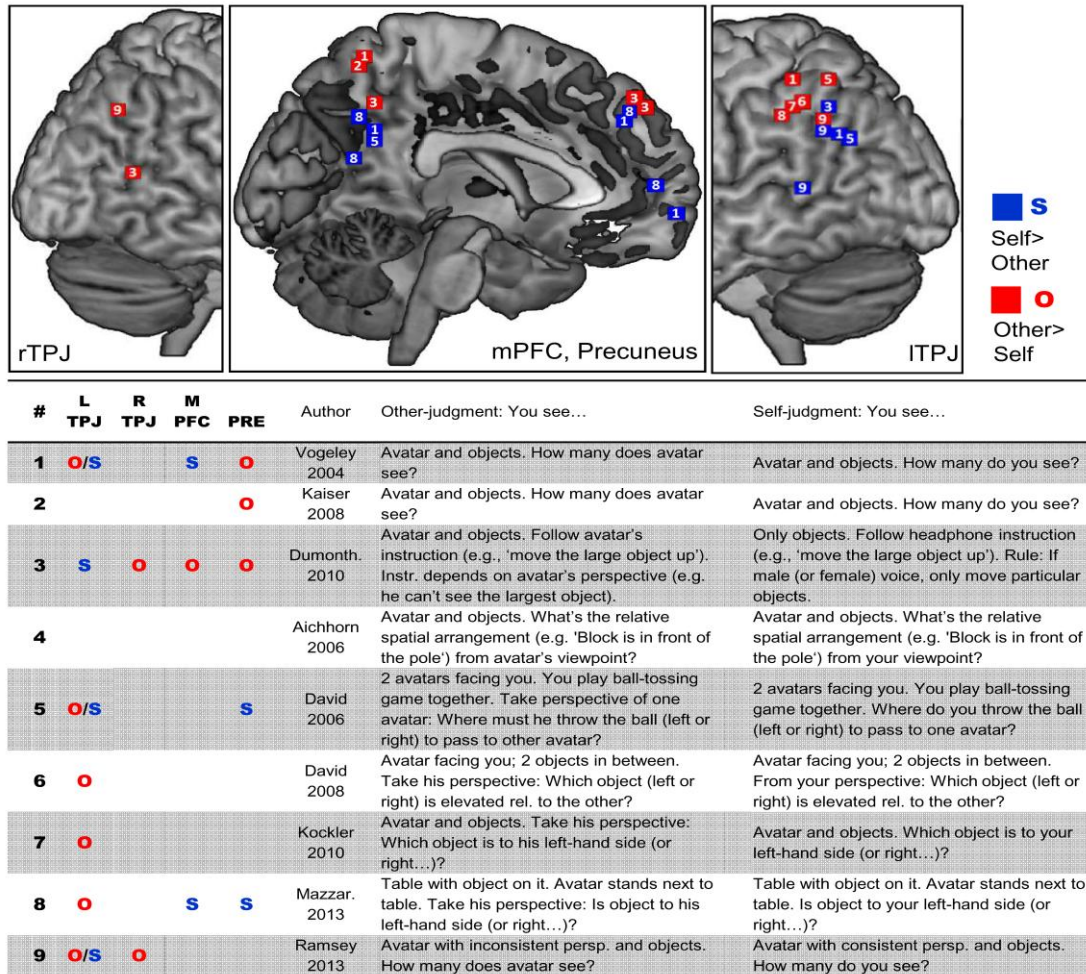 9
3
rTPJ
1
2
3
8
1
5
8
3
3
8
1
8
1
mPFC, Precuneus
1
5
7 6
3
8
9
9 1 5
9
lTPJ
S
Self>
Other
O
Other>
Self
# L TPJ R TPJ M PFC PRE Author Other-judgment: You see… Self-judgment: You see…
1 O/S S O Vogeley 2004 Avatar and objects. How many does avatar
see? Avatar and objects. How many do you see?
2 O Kaiser 2008 Avatar and objects. How many does avatar
see? Avatar and objects. How many do you see?
3 S O O O Dumonth. 2010 Avatar and objects. Follow avatar's
instruction (e.g., 'move the large object up').
Instr. depends on avatar's perspective (e.g.
he can't see the largest object).
Only objects. Follow headphone instruction
(e.g., 'move the large object up'). Rule: If
male (or female) voice, only move particular
objects.
4 Aichhorn 2006 Avatar and objects. What's the relative
spatial arrangement (e.g. 'Block is in front of
the pole') from avatar's viewpoint?
Avatar and objects. What's the relative
spatial arrangement (e.g. 'Block is in front of
the pole') from your viewpoint?
5 O/S S David 2006 2 avatars facing you. You play ball-tossing
game together. Take perspective of one
avatar: Where must he throw the ball (left or
right) to pass to other avatar?
2 avatars facing you. You play ball-tossing
game together. Where do you throw the ball
(left or right) to pass to one avatar?
6 O David 2008 Avatar facing you; 2 objects in between.
Take his perspective: Which object (left or
right) is elevated rel. to the other?
Avatar facing you; 2 objects in between.
From your perspective: Which object (left or
right) is elevated rel. to the other?
7 O Kockler 2010 Avatar and objects. Take his perspective:
Which object is to his left-hand side (or
right…)?
Avatar and objects. Which object is to your
left-hand side (or right…)?
8 O S S Mazzar. 2013 Table with object on it. Avatar stands next to
table. Take his perspective: Is object to his
left-hand side (or right…)?
Table with object on it. Avatar stands next to
table. Is object to your left-hand side (or
right…)?
9 O/S O Ramsey 2013 Avatar with inconsistent persp. and objects.
How many does avatar see?
Avatar with consistent persp. and objects.
How many do you see?